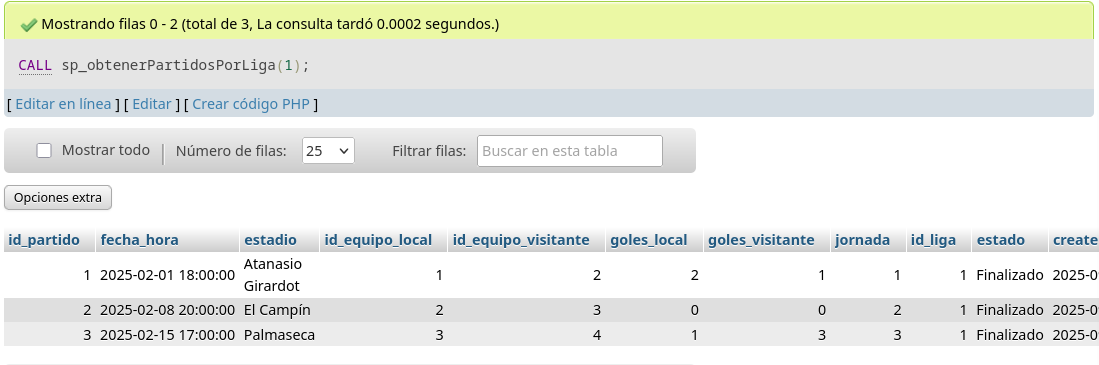 Mostrando filas 0 - 2 (total de 3, La consulta tardó 0.0002 segundos.)
CALL sp_obtenerPartidosPorLiga(1);
[ Editar en línea ] [ Editar ] [ Crear código PHP ]
Mostrar todo Número de filas: 25 Filtrar filas: Buscar en esta tabla
Opciones extra
id_partido fecha_hora estadio id_equipo_local id_equipo_visitante goles_local goles_visitante jornada id_liga estado create
1 2025-02-01 18:00:00 Atanasio Girardot 1 2 2 1 1 1 Finalizado 2025-0
2 2025-02-08 20:00:00 El Campín 2 3 0 0 2 1 Finalizado 2025-0
3 2025-02-15 17:00:00 Palmaseca 3 4 1 3 3 1 Finalizado 2025-0